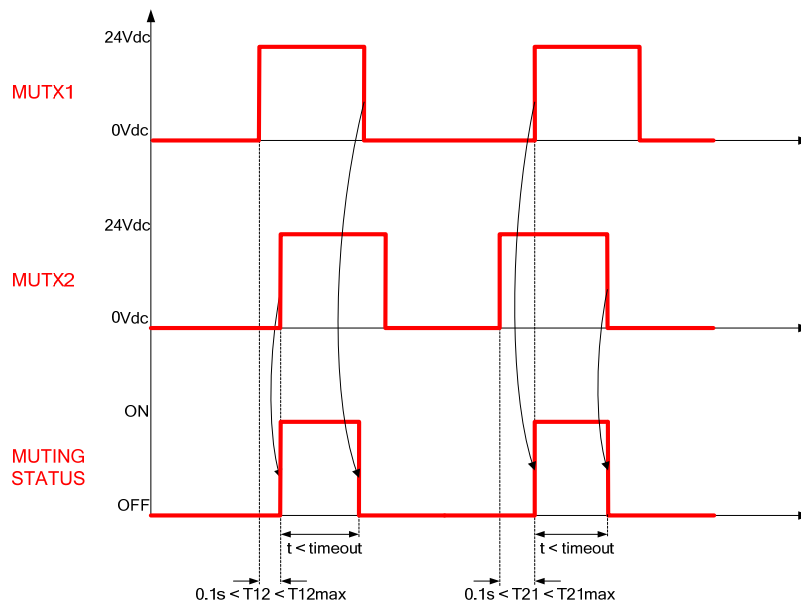 24Vdc
MUTX1
0Vdc
24Vdc
MUTX2
0Vdc
ON
MUTING
STATUS
OFF
t < timeout
t < timeout
0.1s < T12 < T12max
0.1s < T21 < T21max